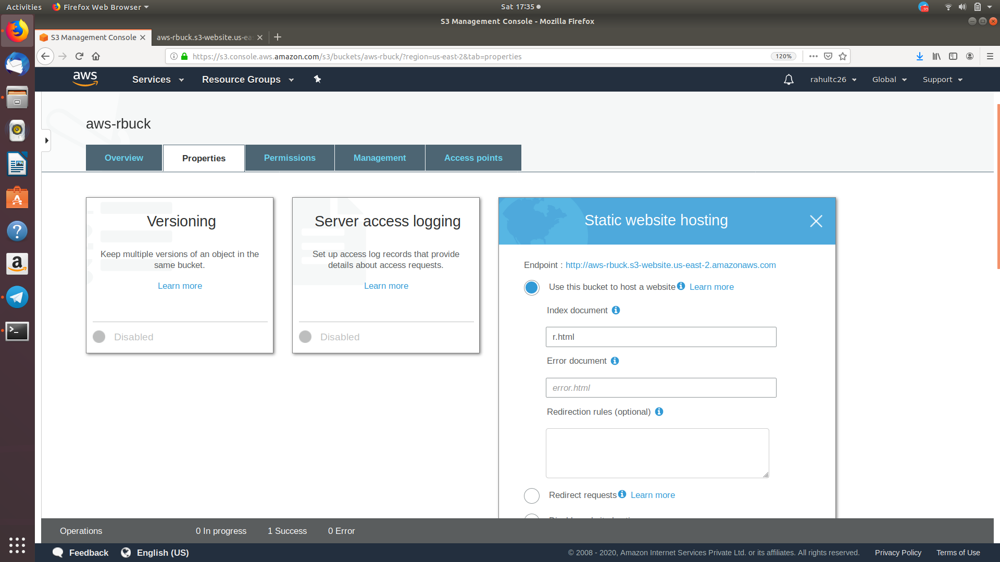 Activities
Firefox Web Browser
Sat 17:35
S3 Management Console - Mozilla Firefox
S3 Management Console
aws-rbuck.s3-website.us-eas
https://s3.console.aws.amazon.com/s3/buckets/aws-rbuck/?region=us-east-2&tab=properties
120%
aws
Services
Resource Groups
rahultc26
Global
Support
aws-rbuck
Overview
Properties
Permissions
Management
Access points
Versioning
Keep multiple versions of an object in the
same bucket.
Learn more
Disabled
Server access logging
Set up access log records that provide
details about access requests.
Learn more
Disabled
Static website hosting
Endpoint : http://aws-rbuck.s3-website.us-east-2.amazonaws.com
Use this bucket to host a website Learn more
Index document
r.html
Error document
error.html
Redirection rules (optional)
Redirect requests Learn more
Operations
0 In progress
1 Success
0 Error
Feedback
English (US)
© 2008 - 2020, Amazon Internet Services Private Ltd. or its affiliates. All rights reserved.
Privacy Policy
Terms of Use